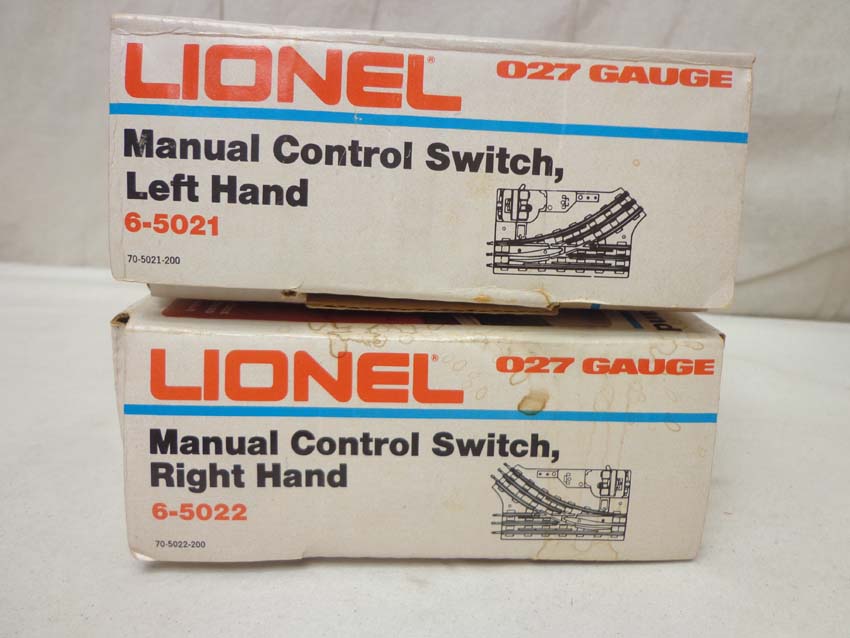 LIONEL® 027 GAUGE
Manual Control Switch,
Left Hand
6-5021
70-5021-200
LIONEL® 027 GAUGE
Manual Control Switch,
Right Hand
6-5022
70-5022-200